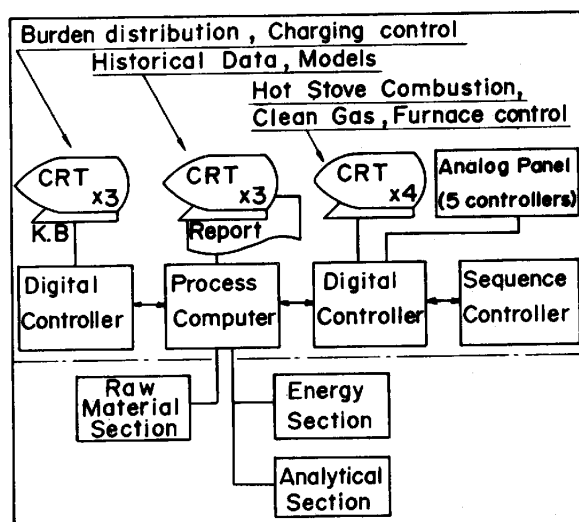 Burden distribution, Charging control
Historical Data, Models
Hot Stove Combustion,
Clean Gas, Furnace control
CRT
x3
K.B
CRT
x3
Report
CRT
x4
Analog Panel
(5 controllers)
Digital
Controller
Process
Computer
Digital
Controller
Sequence
Controller
Raw
Material
Section
Energy
Section
Analytical
Section